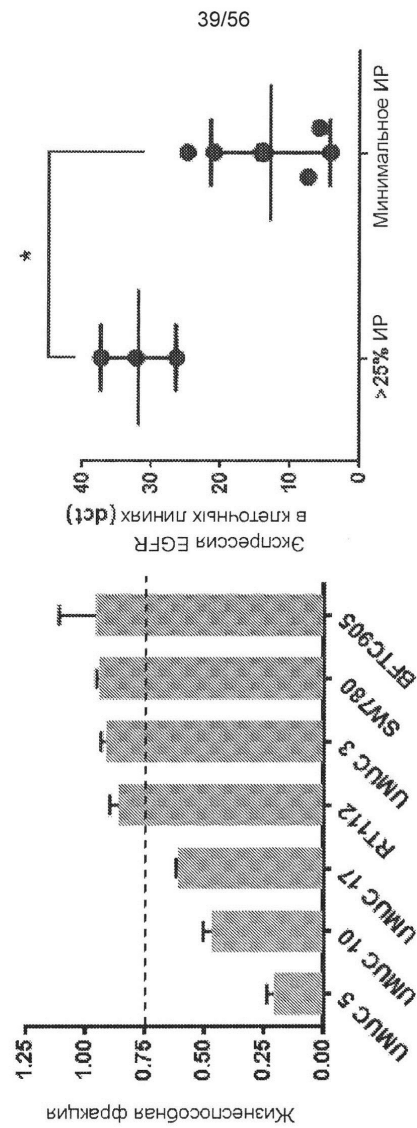 39/56
Жизнеспособная фракция
1.25
1.00
0.75
0.50
0.25
0.00
UMUC 5
UMUC 10
UMUC 17
RT112
UMUC 3
SW780
BFTC905
Экспрессия EGFR
в клеточных линиях (dct)
40
30
20
10
0
*
>25% ИР
Минимальное ИР